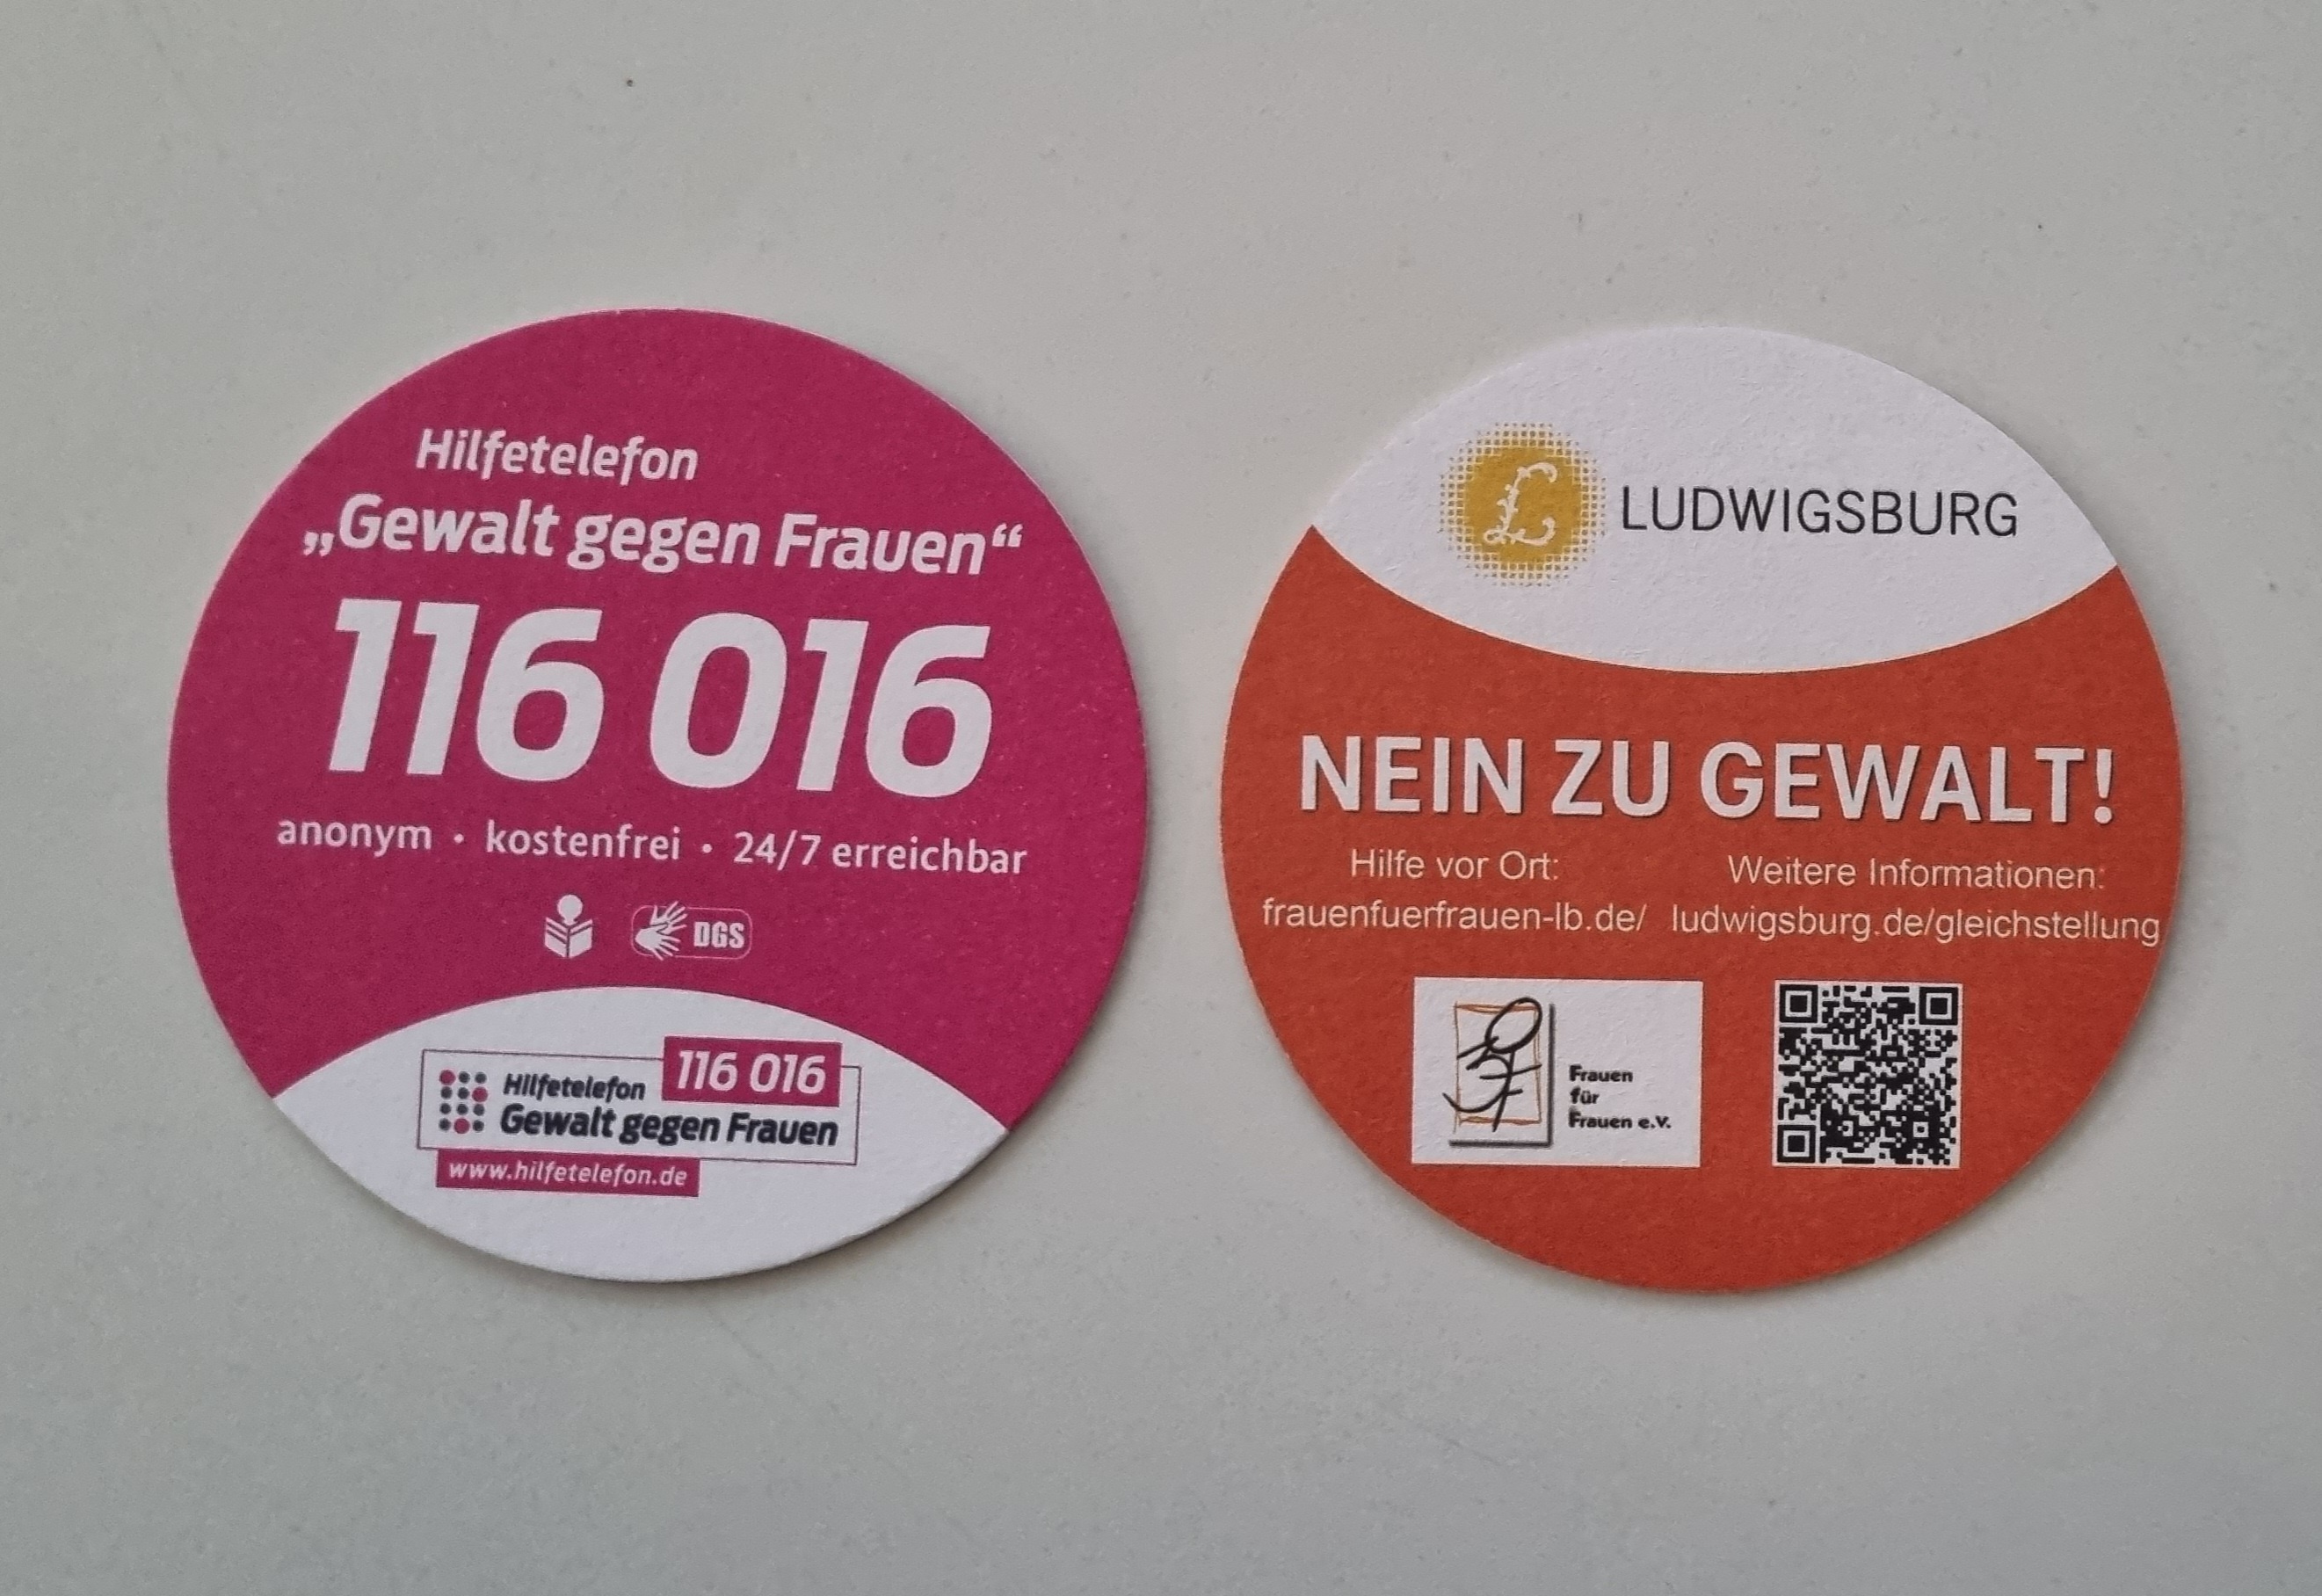 Hilfetelefon
„Gewalt gegen Frauen“
116 016
anonym · kostenfrei · 24/7 erreichbar
DGS
116 016
Hilfetelefon
Gewalt gegen Frauen
www.hilfetelefon.de
L LUDWIGSBURG
NEIN ZU GEWALT!
Hilfe vor Ort:
frauenfuerfrauen-lb.de/
Weitere Informationen:
ludwigsburg.de/gleichstellung
Frauen
für
Frauen e.V.